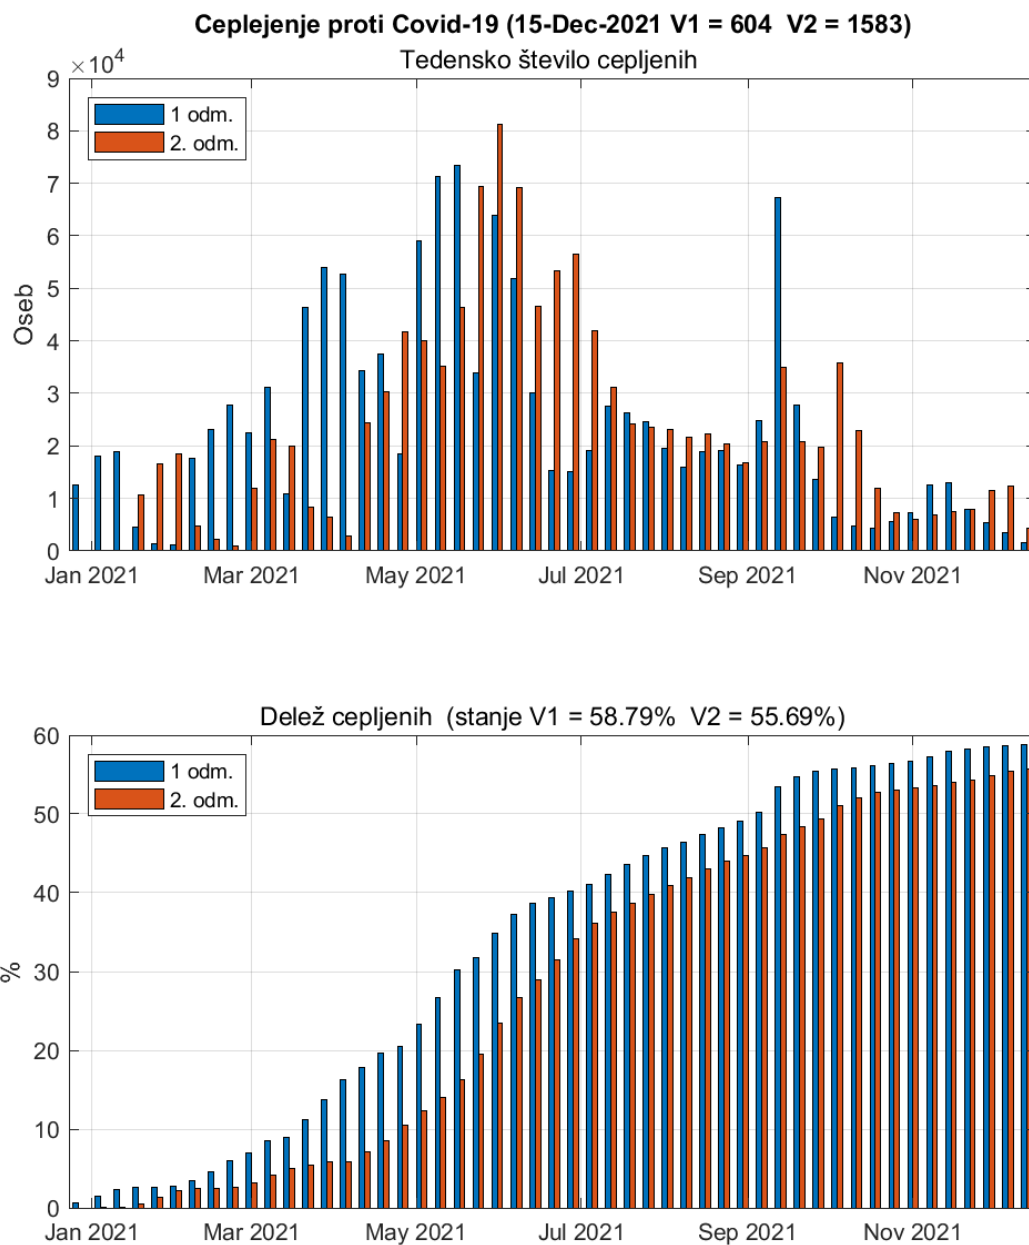 Ceplejenje proti Covid-19 (15-Dec-2021 V1 = 604 V2 = 1583)
×10⁴
Tedensko število cepljenih
1 odm.
2. odm.
9
8
7
6
5
4
3
2
1
0
Oseb
Jan 2021 Mar 2021 May 2021 Jul 2021 Sep 2021 Nov 2021
Delež cepljenih (stanje V1 = 58.79% V2 = 55.69%)
1 odm.
2. odm.
60
50
40
30
20
10
0
%
Jan 2021 Mar 2021 May 2021 Jul 2021 Sep 2021 Nov 2021